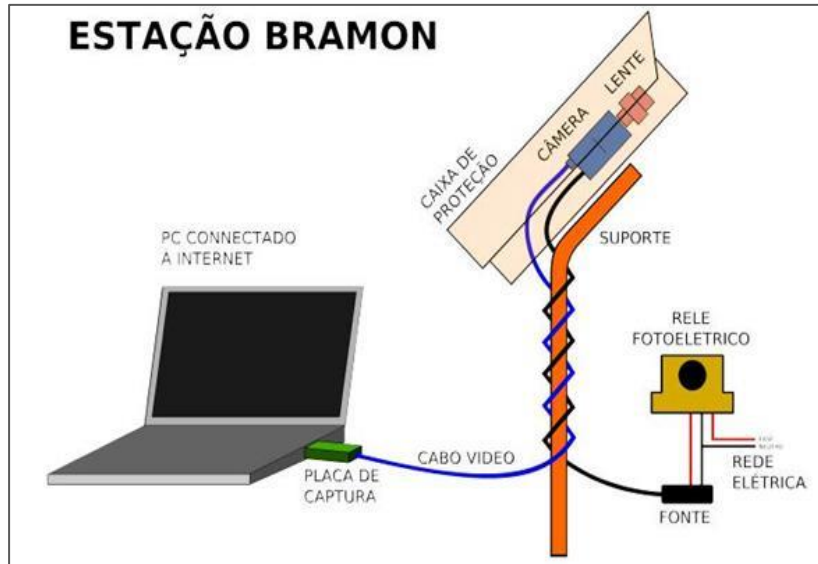 ESTAÇÃO BRAMON
LENTE
CÂMERA
CAIXA DE
PROTEÇÃO
SUPORTE
PC CONNECTADO
A INTERNET
RELE
FOTOELETRICO
CABO VIDEO
PLACA DE
CAPTURA
REDE
ELÉTRICA
FONTE